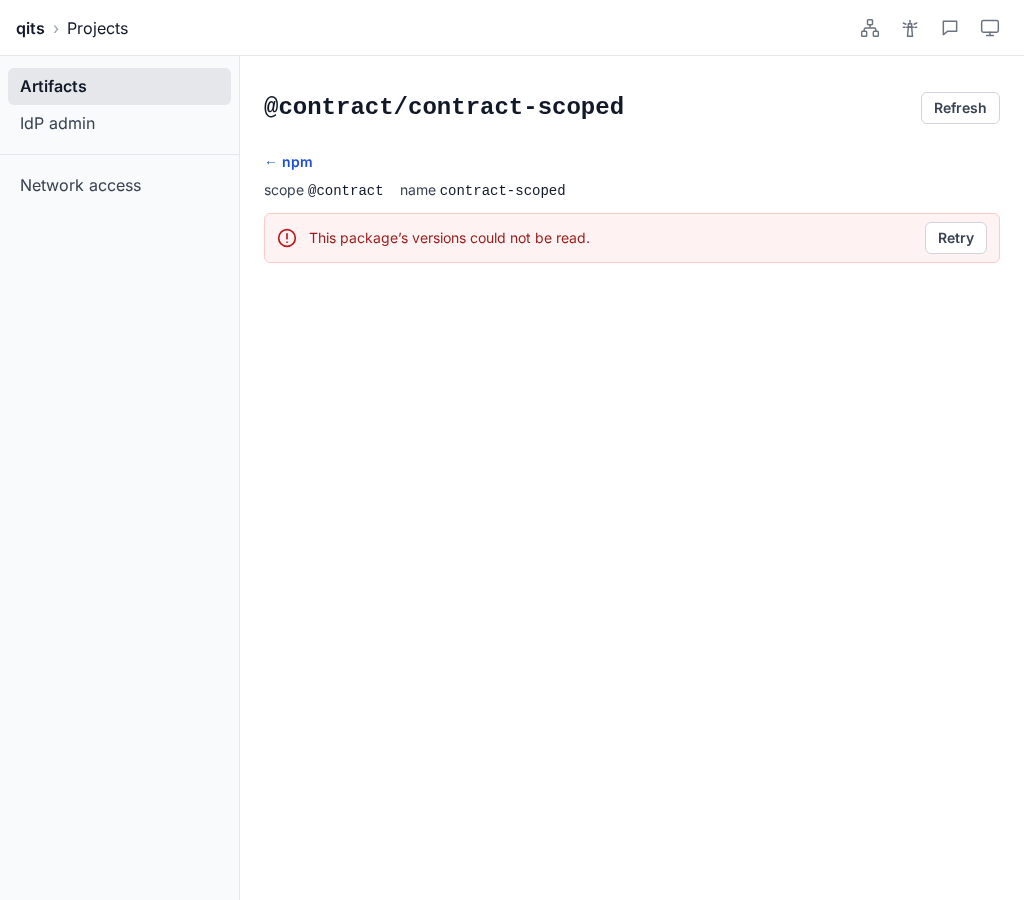 qits › Projects
Artifacts
IdP admin
Network access
@contract/contract-scoped
Refresh
← npm
scope @contract name contract-scoped
This package’s versions could not be read.
Retry